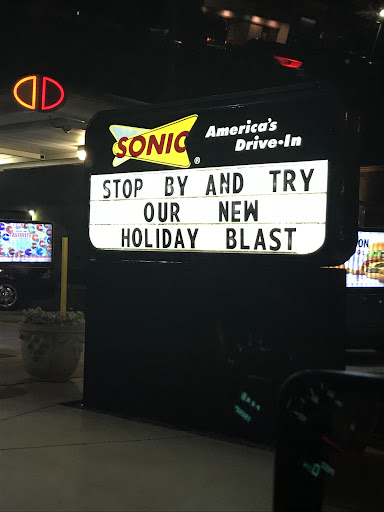 SONIC
®
America's
Drive-In
STOP BY AND TRY
OUR NEW
HOLIDAY BLAST